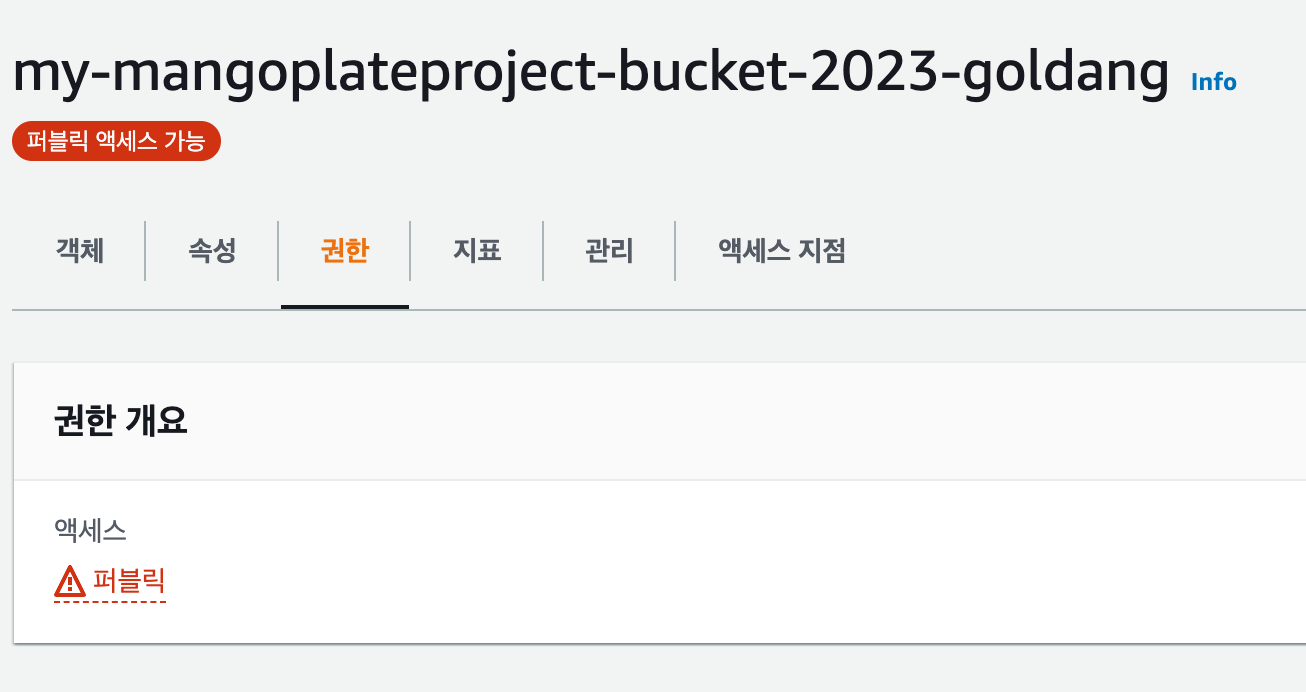 my-mangoplateproject-bucket-2023-goldang Info
퍼블릭 액세스 가능
객체 속성 권한 지표 관리 액세스 지점
권한 개요
액세스
퍼블릭